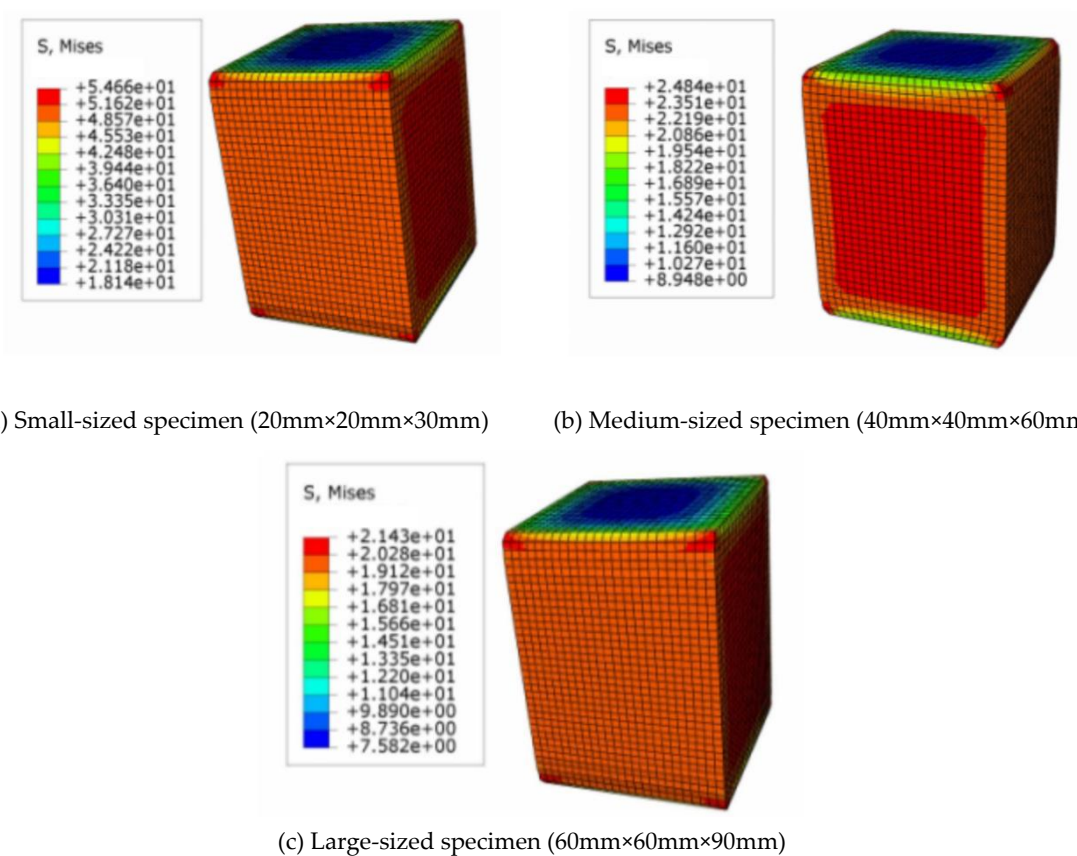 S, Mises
+5.466e+01
+5.162e+01
+4.857e+01
+4.553e+01
+4.248e+01
+3.944e+01
+3.640e+01
+3.335e+01
+3.031e+01
+2.727e+01
+2.422e+01
+2.118e+01
+1.814e+01
S, Mises
+2.484e+01
+2.351e+01
+2.219e+01
+2.086e+01
+1.954e+01
+1.822e+01
+1.689e+01
+1.557e+01
+1.424e+01
+1.292e+01
+1.160e+01
+1.027e+01
+8.948e+00
) Small-sized specimen (20mm×20mm×30mm)
(b) Medium-sized specimen (40mm×40mm×60mm
S, Mises
+2.143e+01
+2.028e+01
+1.912e+01
+1.797e+01
+1.681e+01
+1.566e+01
+1.451e+01
+1.335e+01
+1.220e+01
+1.104e+01
+9.890e+00
+8.736e+00
+7.582e+00
(c) Large-sized specimen (60mm×60mm×90mm)